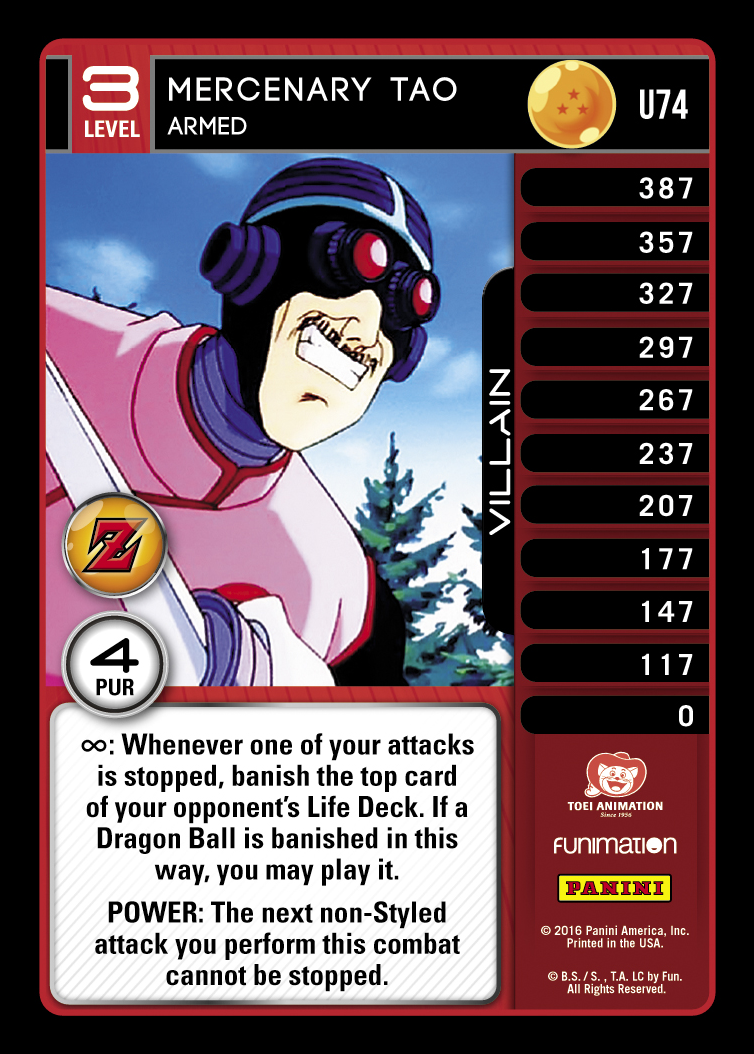 3
LEVEL
MERCENARY TAO
ARMED
U74
387
357
327
297
267
237
207
177
147
117
0
VILLAIN
Z
4
PUR
∞: Whenever one of your attacks
is stopped, banish the top card
of your opponent's Life Deck. If a
Dragon Ball is banished in this
way, you may play it.
POWER: The next non-Styled
attack you perform this combat
cannot be stopped.
TOEI ANIMATION
Since 1956
FUNIMATION
PANINI
© 2016 Panini America, Inc.
Printed in the USA.
© B.S. / S. , T.A. LC by Fun.
All Rights Reserved.